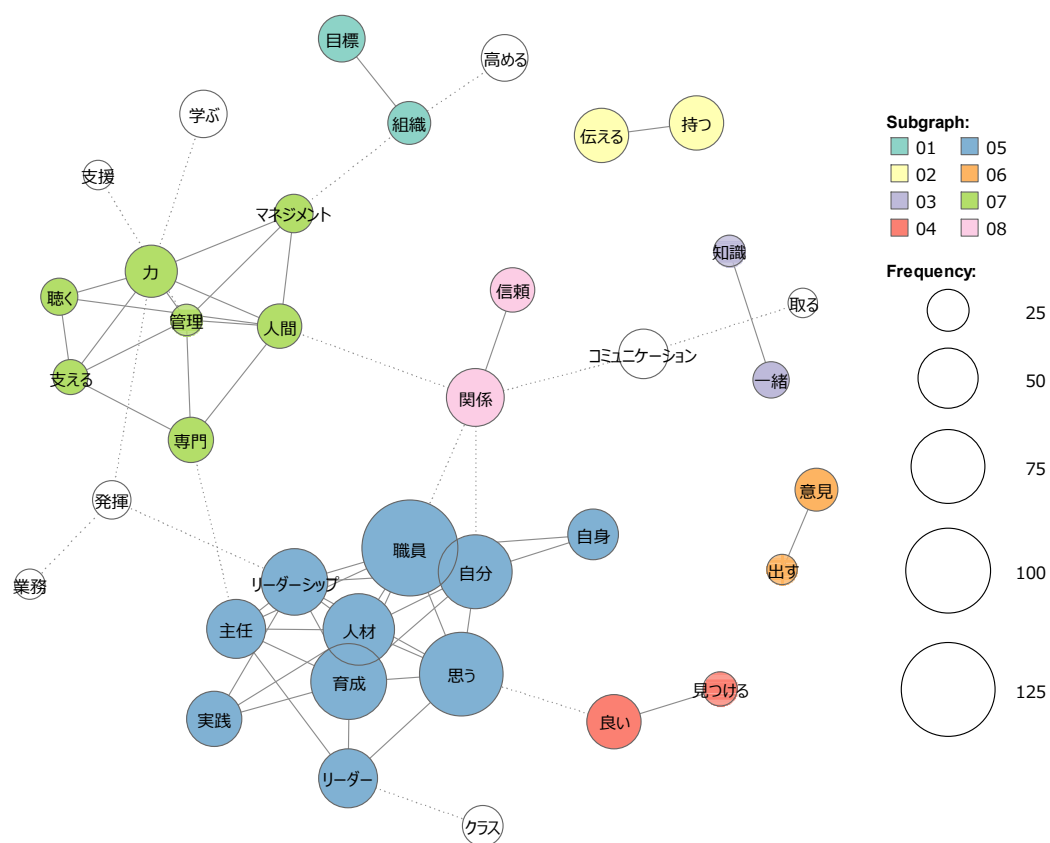 目標
高める
学ぶ
組織
伝える
持つ
支援
マネジメント
知識
力
信頼
聴く
取る
管理
人間
コミュニケーション
支える
一緒
関係
専門
意見
発揮
自身
職員
出す
自分
業務
リーダーシップ
主任
人材
思う
育成
見つける
実践
良い
リーダー
クラス
Subgraph:
01 05
02 06
03 07
04 08
Frequency:
25
50
75
100
125